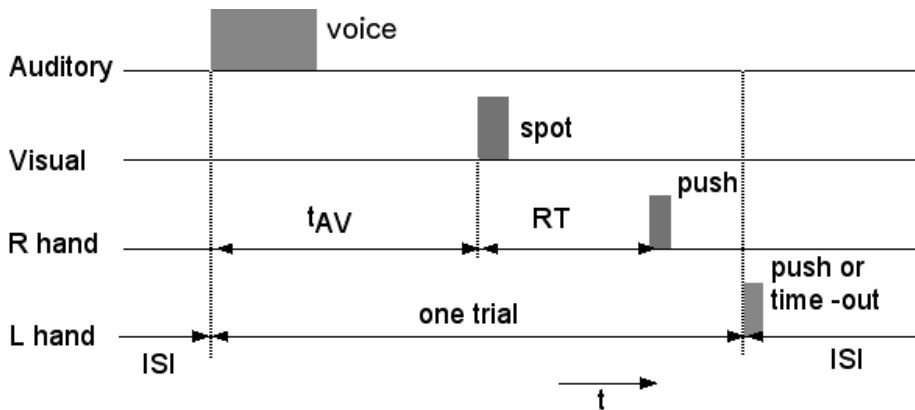 voice
Auditory
spot
Visual
push
tAV
RT
R hand
push or
time -out
one trial
L hand
ISI
ISI
t